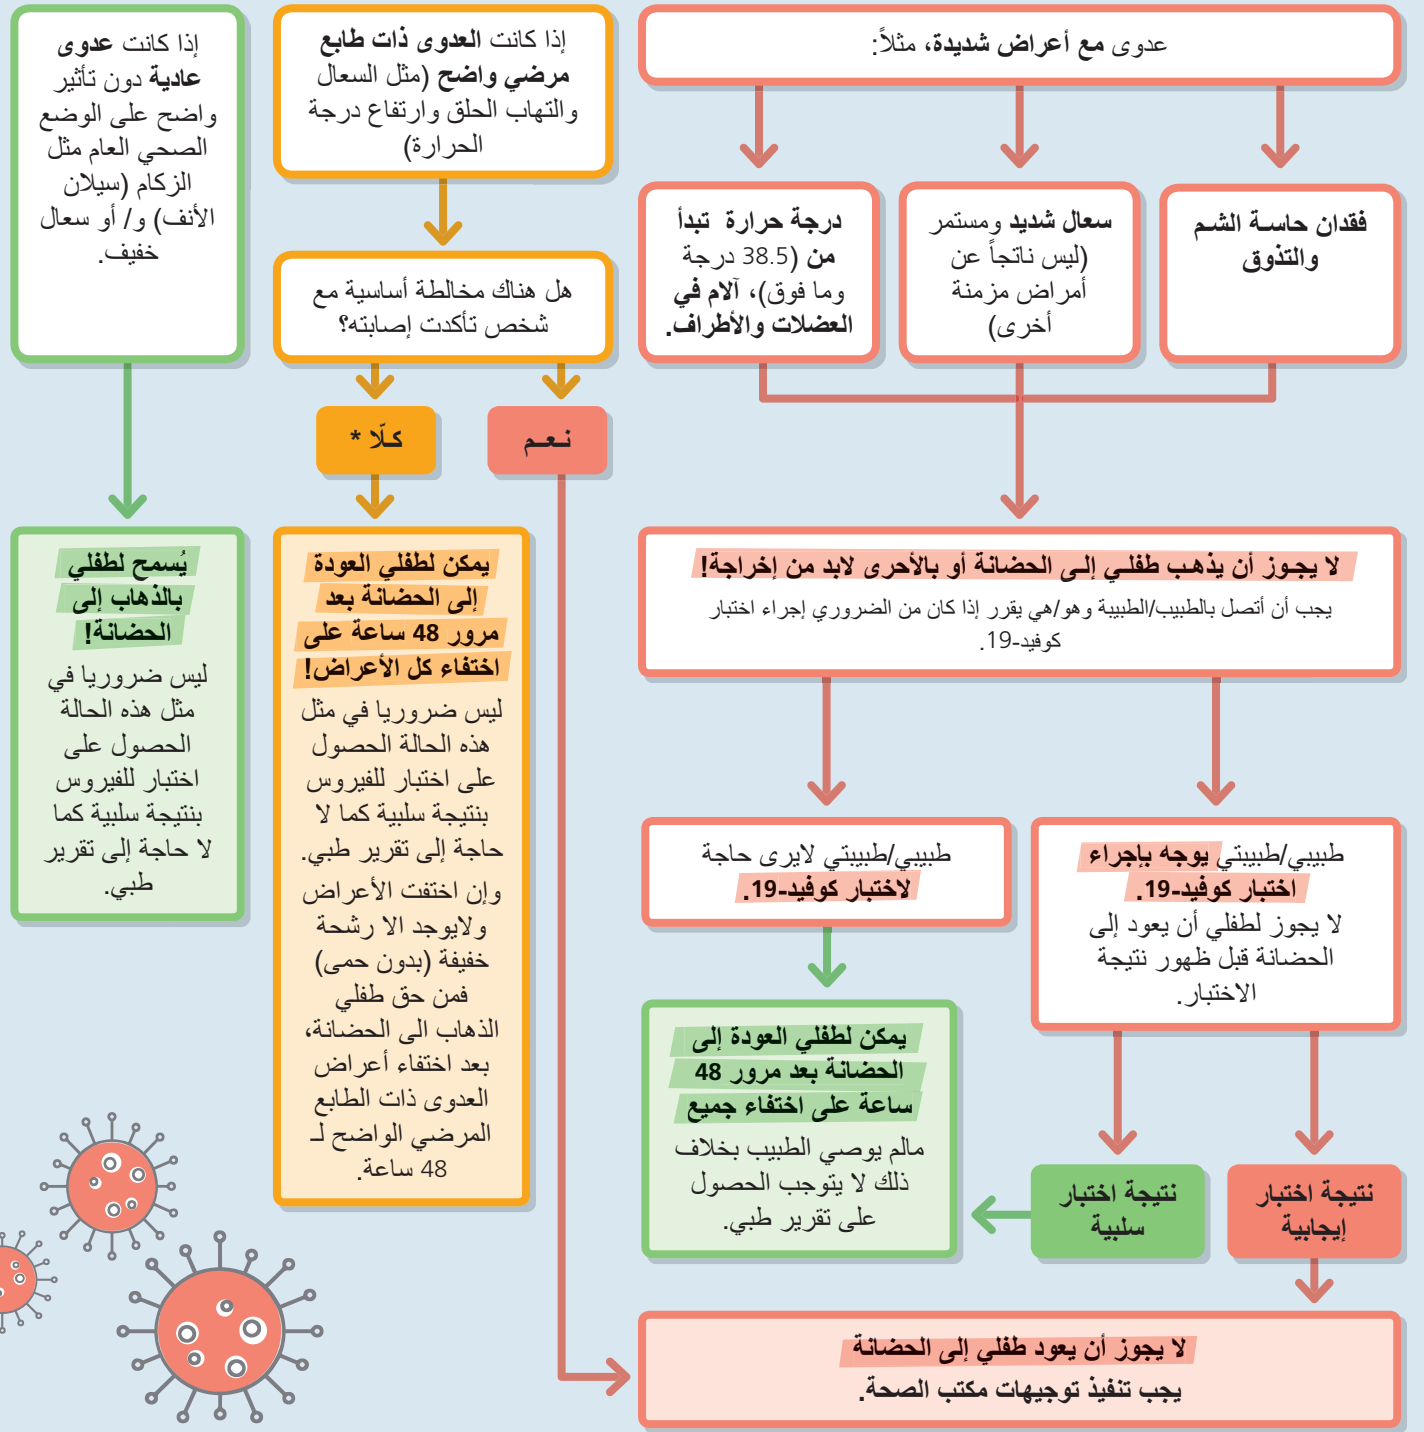 عدوى مع أعراض شديدة، مثلاً:
فقدان حاسة الشم
والتذوق
سعال شديد ومستمر
(ليس ناتجاً عن
أمراض مزمنة
أخرى)
درجة حرارة تبدأ
من (38.5 درجة
وما فوق)، آلام في
العضلات والأطراف.
إذا كانت العدوى ذات طابع
مرضي واضح (مثل السعال
والتهاب الحلق وارتفاع درجة
الحرارة)
هل هناك مخالطة أساسية مع
شخص تأكدت إصابته؟
نعم
كلّا *
إذا كانت عدوى
عادية دون تأثير
واضح على الوضع
الصحي العام مثل
الزكام (سيلان
الأنف) و/ أو سعال
خفيف.
لا يجوز أن يذهب طفلي إلى الحضانة أو بالأحرى لابد من إخراجة!
يجب أن أتصل بالطبيب/الطبيبة وهو/هي يقرر إذا كان من الضروري إجراء اختبار
كوفيد-19.
طبيبي/طبيبتي يوجه بإجراء
اختبار كوفيد-19.
لا يجوز لطفلي أن يعود إلى
الحضانة قبل ظهور نتيجة
الاختبار.
طبيبي/طبيبتي لايرى حاجة
لاختبار كوفيد-19.
يمكن لطفلي العودة إلى
الحضانة بعد مرور 48
ساعة على اختفاء جميع
مالم يوصي الطبيب بخلاف
ذلك لا يتوجب الحصول
على تقرير طبي.
نتيجة اختبار
إيجابية
نتيجة اختبار
سلبية
لا يجوز أن يعود طفلي إلى الحضانة
يجب تنفيذ توجيهات مكتب الصحة.
يمكن لطفلي العودة
إلى الحضانة بعد
مرور 48 ساعة على
اختفاء كل الأعراض!
ليس ضروريا في مثل
هذه الحالة الحصول
على اختبار للفيروس
بنتيجة سلبية كما لا
حاجة إلى تقرير طبي.
وإن اختفت الأعراض
ولايوجد الا رشحة
خفيفة (بدون حمى)
فمن حق طفلي
الذهاب الى الحضانة،
بعد اختفاء أعراض
العدوى ذات الطابع
المرضي الواضح لـ
48 ساعة.
يُسمح لطفلي
بالذهاب إلى
الحضانة!
ليس ضروريا في
مثل هذه الحالة
الحصول على
اختبار للفيروس
بنتيجة سلبية كما
لا حاجة إلى تقرير
طبي.